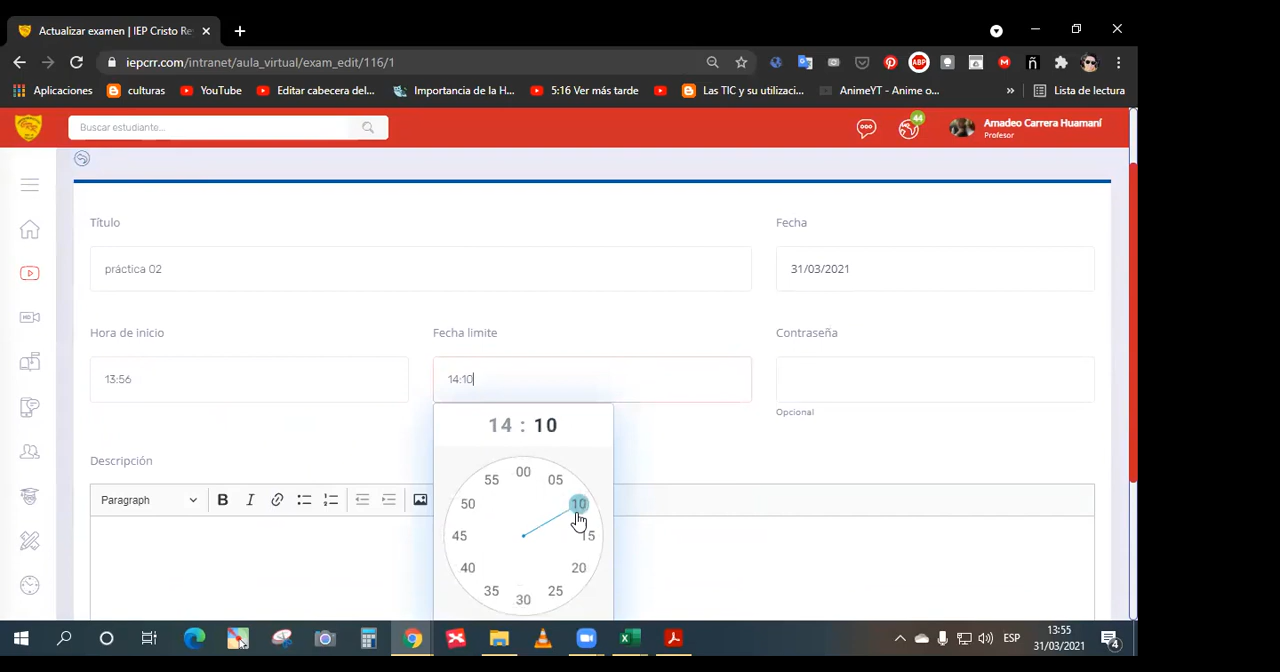 Actualizar examen | IEP Cristo Re
iepcrr.com/intranet/aula_virtual/exam_edit/116/1
ABP
M
ñ
Aplicaciones
culturas
YouTube
Editar cabecera del...
Importancia de la H...
5:16 Ver más tarde
Las TIC y su utilizaci...
AnimeYT - Anime o...
»
Lista de lectura
Buscar estudiante...
44
Amadeo Carrera Huamaní
Profesor
Título
práctica 02
Fecha
31/03/2021
Hora de inicio
13:56
Fecha limite
14:10
Contraseña
Opcional
14 : 10
00
05
10
15
20
25
30
35
40
45
50
55
Descripción
Paragraph
B
I
ESP
13:55
31/03/2021
4